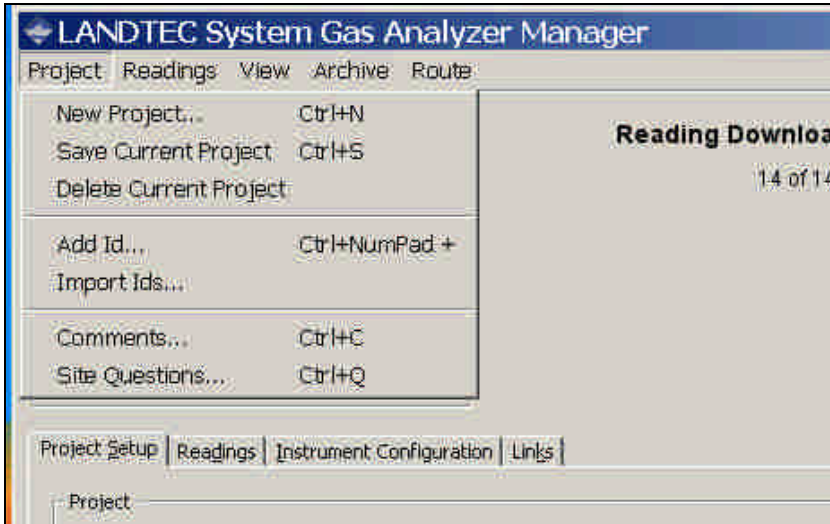 LANDTEC System Gas Analyzer Manager
Project Readings View Archive Route
New Project... Ctrl+N
Save Current Project Ctrl+S
Delete Current Project
Add Id... Ctrl+NumPad +
Import Ids...
Comments... Ctrl+C
Site Questions... Ctrl+Q
Reading Downloa
14 of 14
Project Setup Readings Instrument Configuration Links
Project